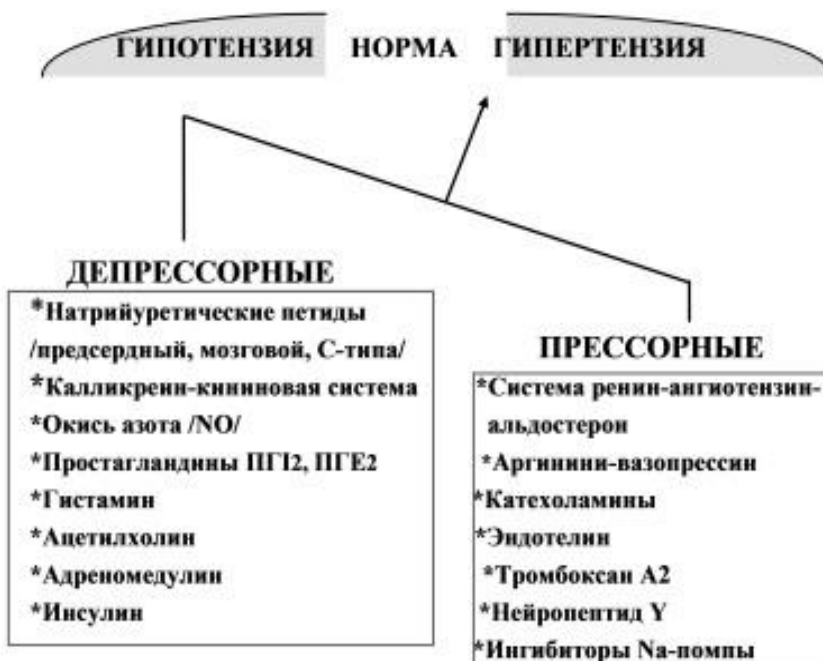 ГИПОТЕНЗИЯ НОРМА ГИПЕРТЕНЗИЯ
ДЕПРЕССОРНЫЕ
*Натрийуретические петиды
/предсердный, мозговой, С-типа/
*Калликреин-кининовая система
*Окись азота /NO/
*Простагландины ПГI2, ПГЕ2
*Гистамин
*Ацетилхолин
*Адреномедулин
*Инсулин
ПРЕССОРНЫЕ
*Система ренин-ангиотензин-
альдостерон
*Аргинини-вазопрессин
*Катехоламины
*Эндотелин
*Тромбоксан А2
*Нейропептид Y
*Ингибиторы Na-помпы